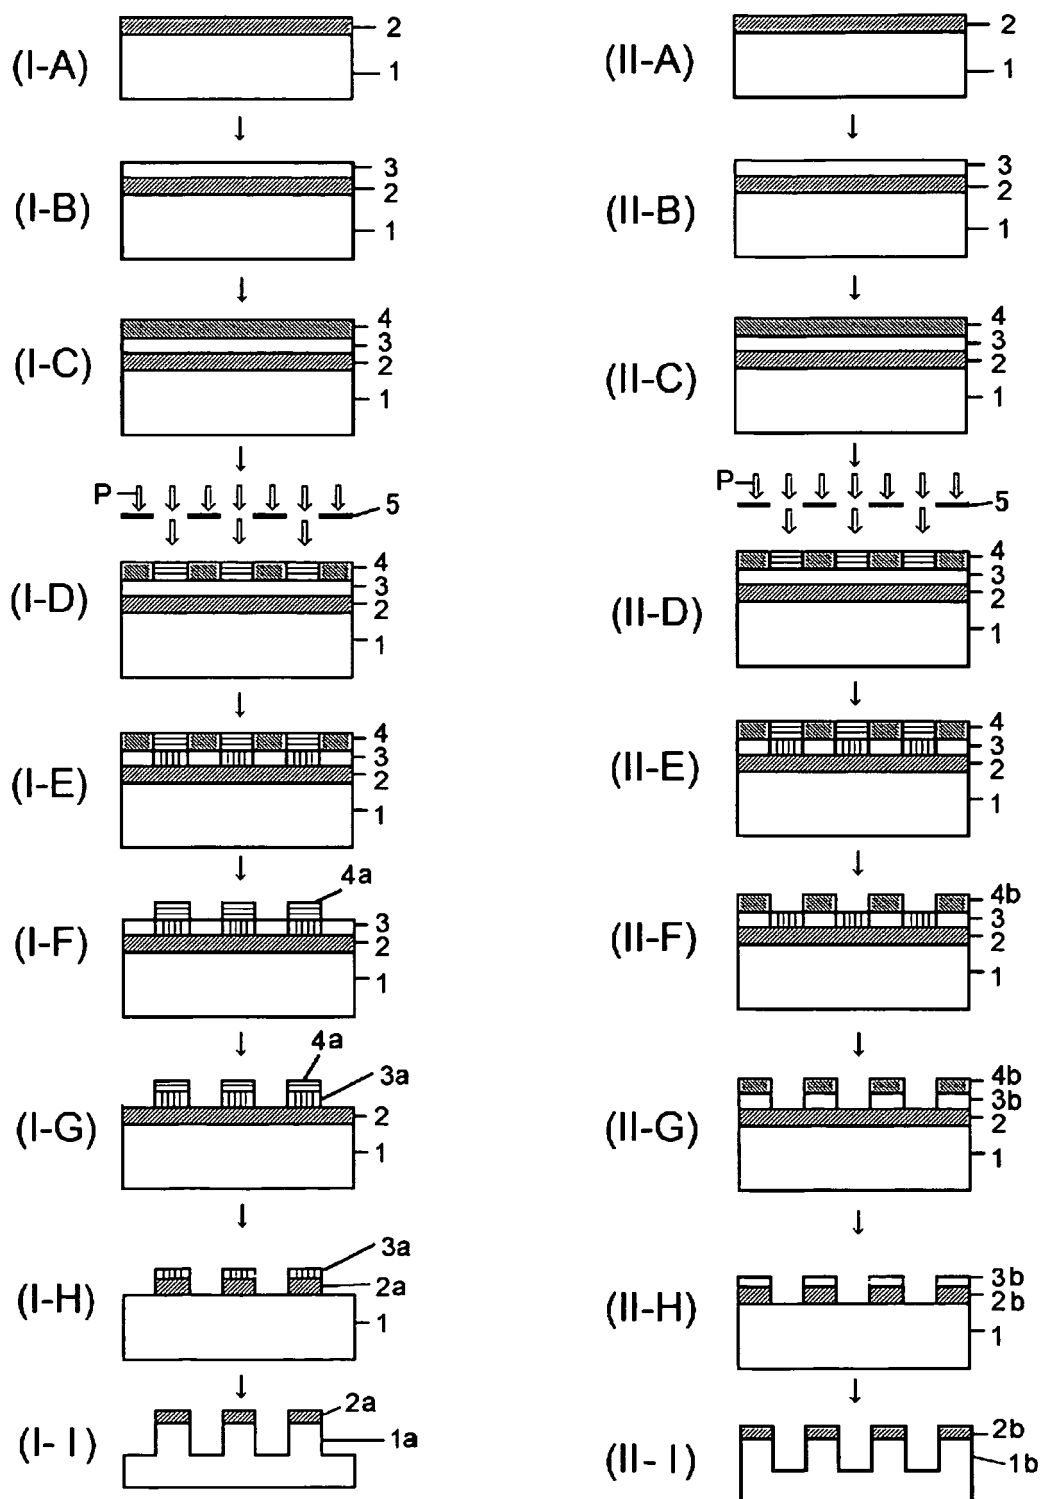 (I-A)
2
1
(I-B)
3
2
1
(I-C)
4
3
2
1
P
5
(I-D)
4
3
2
1
(I-E)
4
3
2
1
(I-F)
4a
3
2
1
(I-G)
4a
3a
2
1
(I-H)
3a
2a
1
(I- I)
2a
1a
(II-A)
2
1
(II-B)
3
2
1
(II-C)
4
3
2
1
P
5
(II-D)
4
3
2
1
(II-E)
4
3
2
1
(II-F)
4b
3
2
1
(II-G)
4b
3b
2
1
(II-H)
3b
2b
1
(II- I)
2b
1b